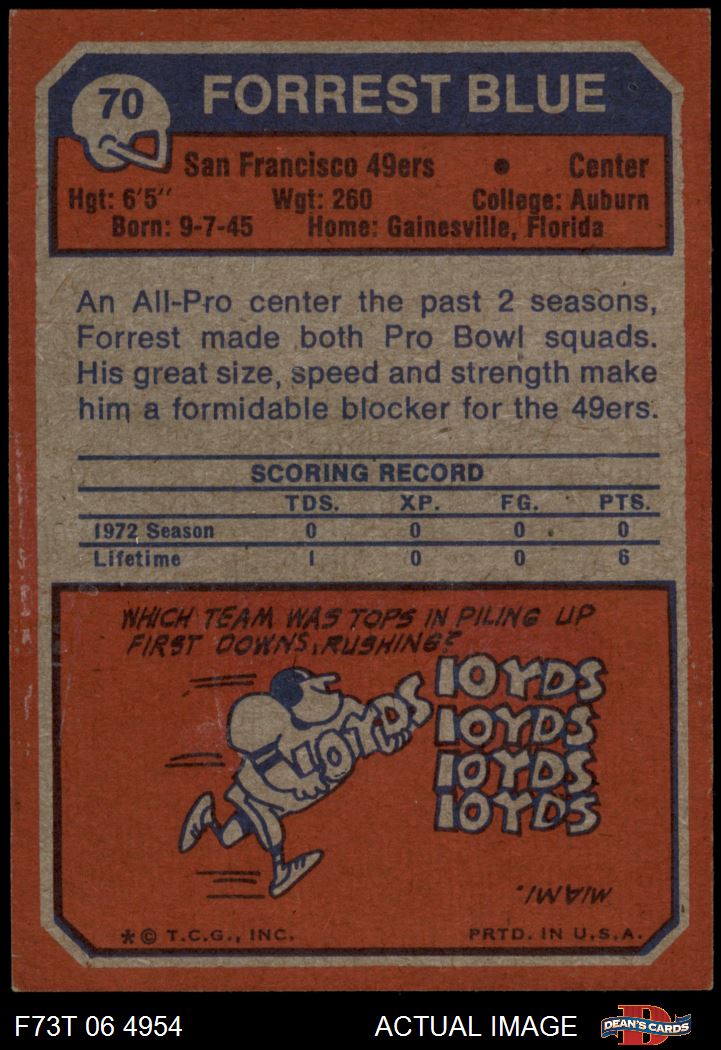 70
FORREST BLUE
San Francisco 49ers • Center
Hgt: 6'5" Wgt: 260 College: Auburn
Born: 9-7-45 Home: Gainesville, Florida
An All-Pro center the past 2 seasons,
Forrest made both Pro Bowl squads.
His great size, speed and strength make
him a formidable blocker for the 49ers.
SCORING RECORD
TDS. XP. FG. PTS.
1972 Season 0 0 0 0
Lifetime 1 0 0 6
WHICH TEAM WAS TOPS IN PILING UP
FIRST DOWNS, RUSHING?
10YDS
10YDS
10YDS
10YDS
10YDS
MIAMI.
*© T.C.G., INC. PRTD. IN U.S.A.
F73T 06 4954 ACTUAL IMAGE
D
DEAN'S CARDS